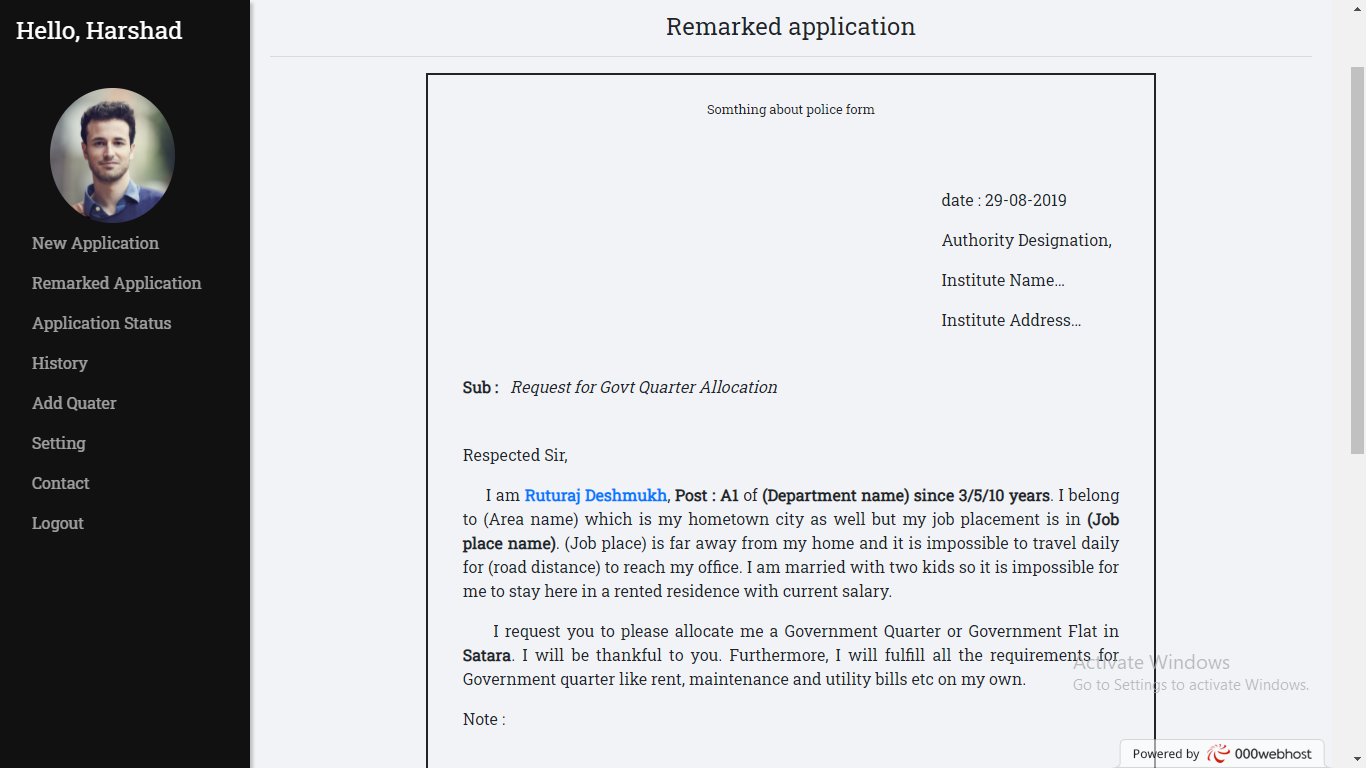 Hello, Harshad
New Application
Remarked Application
Application Status
History
Add Quater
Setting
Contact
Logout
Remarked application
Somthing about police form
date : 29-08-2019
Authority Designation,
Institute Name...
Institute Address...
Sub : Request for Govt Quarter Allocation
Respected Sir,
I am Ruturaj Deshmukh, Post : A1 of (Department name) since 3/5/10 years. I belong
to (Area name) which is my hometown city as well but my job placement is in (Job
place name). (Job place) is far away from my home and it is impossible to travel daily
for (road distance) to reach my office. I am married with two kids so it is impossible for
me to stay here in a rented residence with current salary.
I request you to please allocate me a Government Quarter or Government Flat in
Satara. I will be thankful to you. Furthermore, I will fulfill all the requirements for
Government quarter like rent, maintenance and utility bills etc on my own.
Note :
Activate Windows
Go to Settings to activate Windows.
Powered by 000webhost